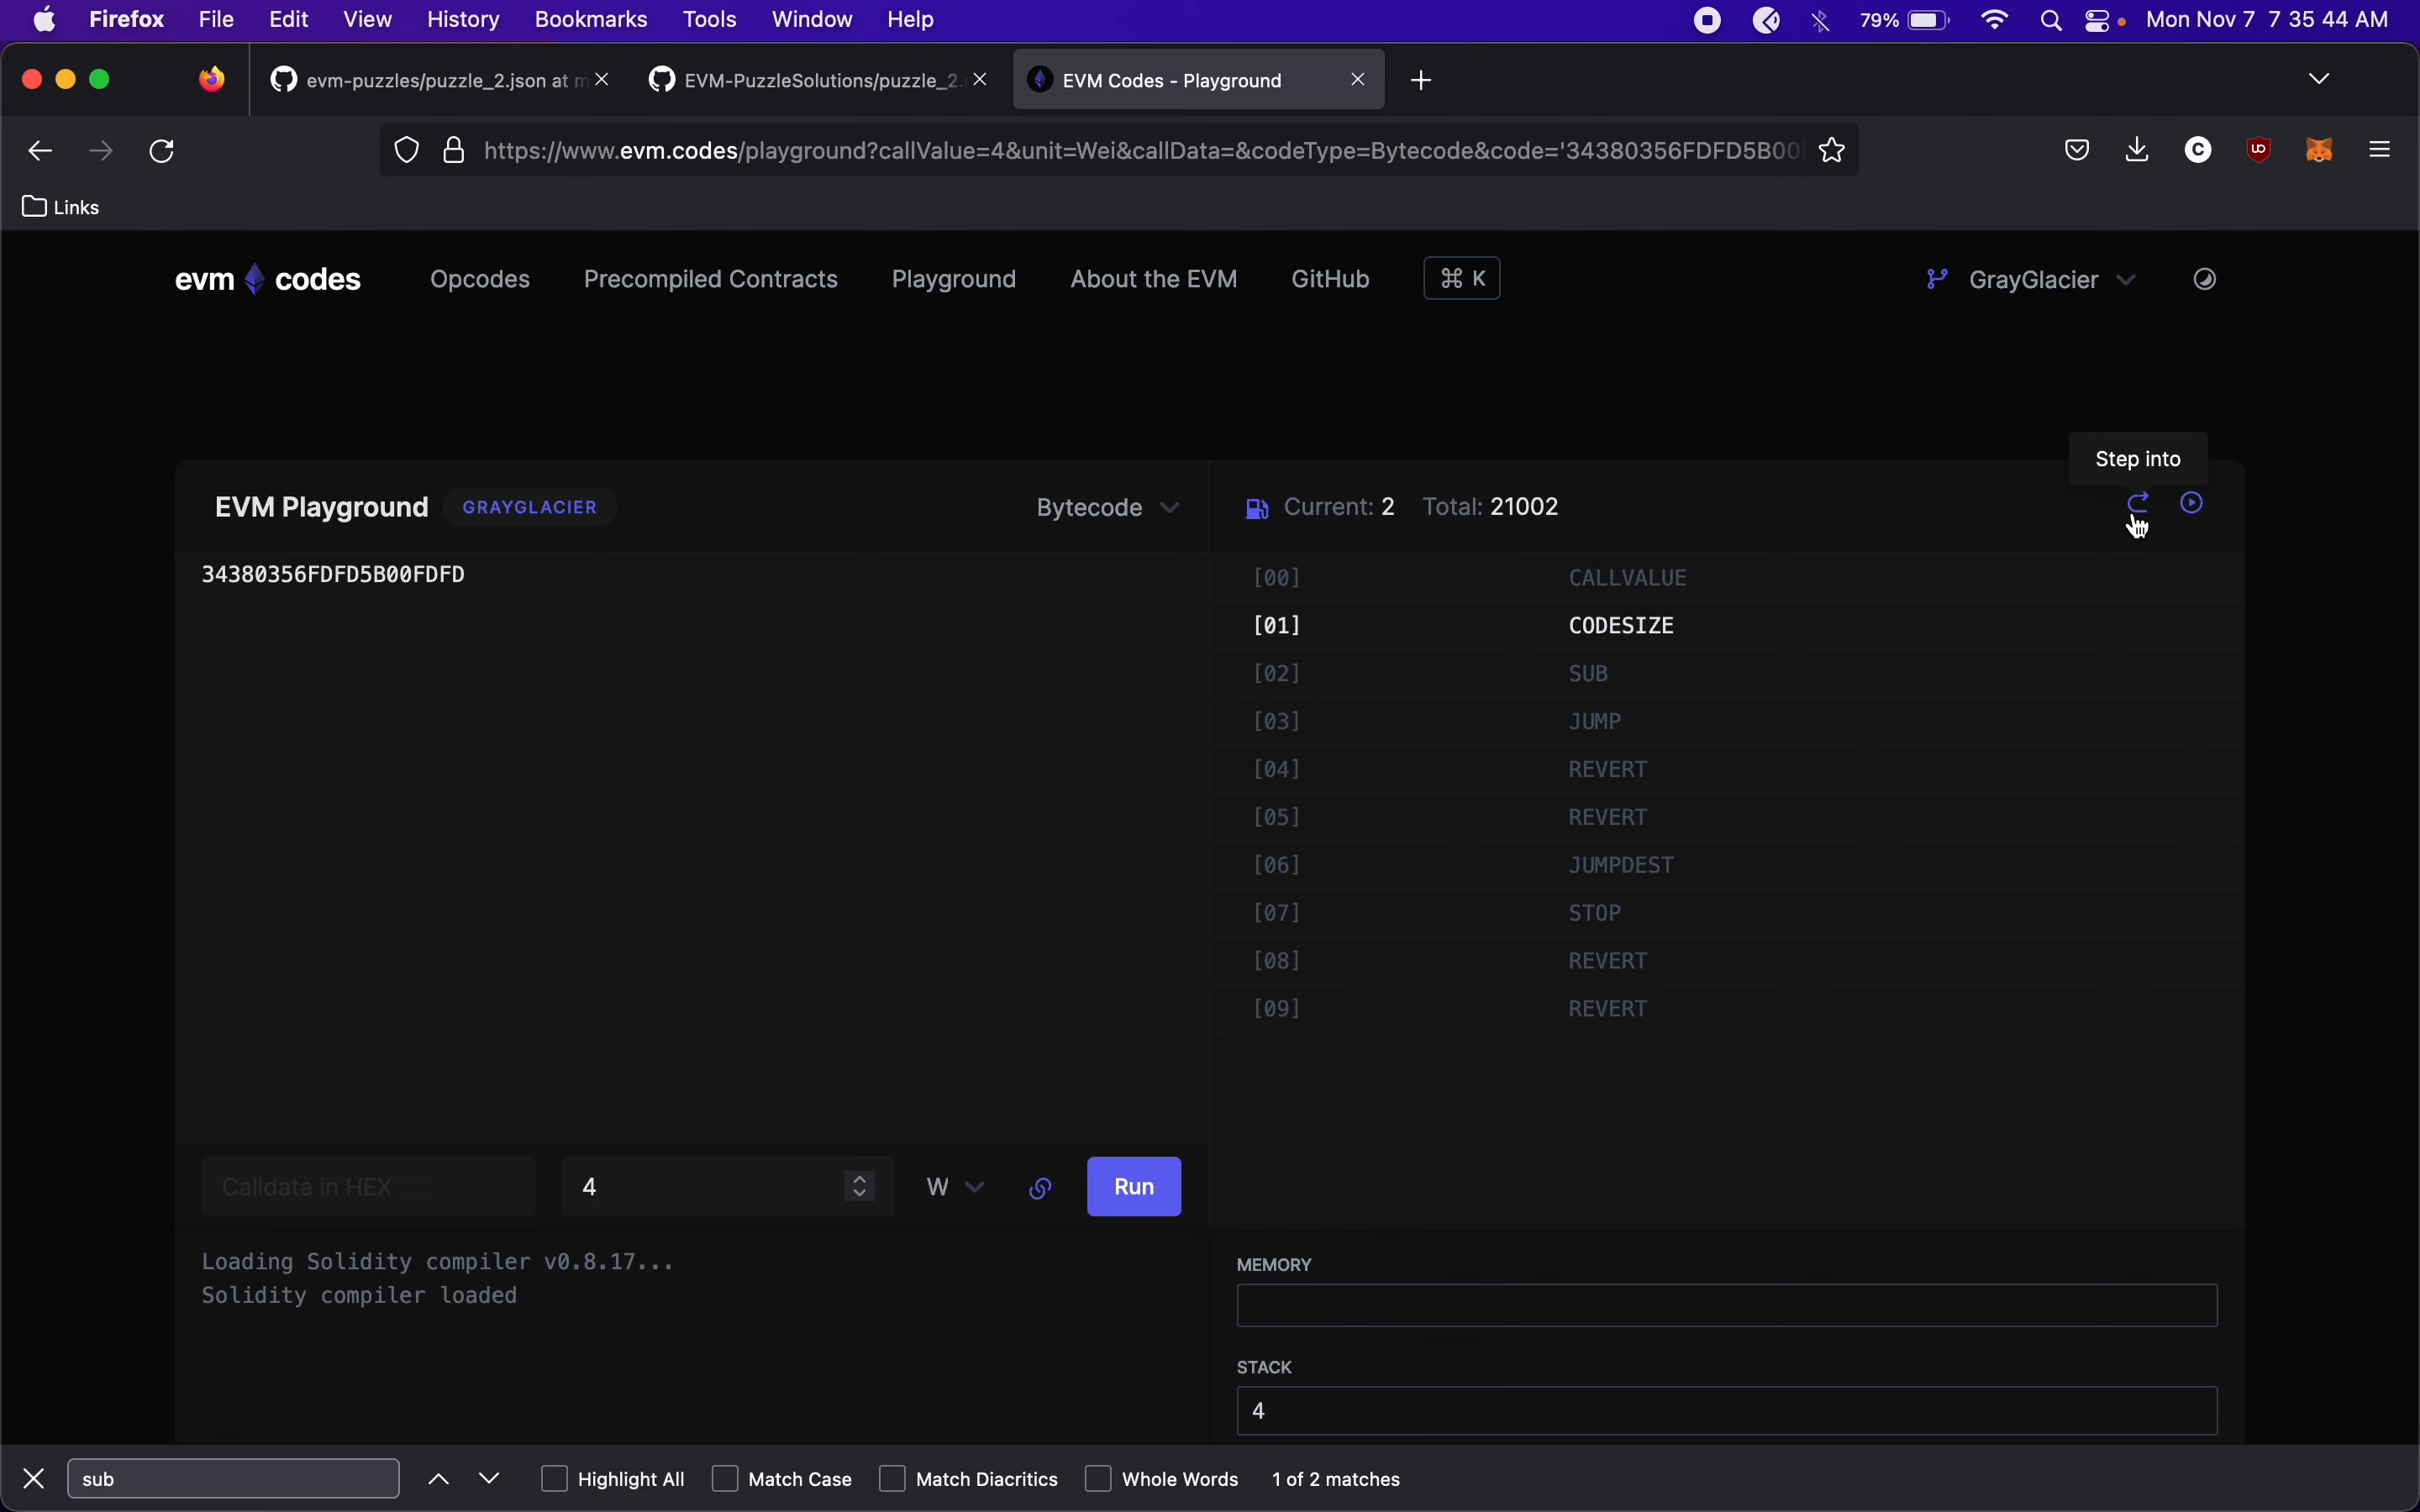 Firefox File Edit View History Bookmarks Tools Window Help 79% Mon Nov 7 7 35 44 AM
evm-puzzles/puzzle_2.json at m EVM-PuzzleSolutions/puzzle_2. EVM Codes - Playground
https://www.evm.codes/playground?callValue=4&unit=Wei&callData=&codeType=Bytecode&code='34380356FDFD5B00
Links
evm codes Opcodes Precompiled Contracts Playground About the EVM GitHub ⌘ K GrayGlacier
Step into
EVM Playground GRAYGLACIER Bytecode Current: 2 Total: 21002
34380356FDFD5B00FDFD
[00] CALLVALUE
[01] CODESIZE
[02] SUB
[03] JUMP
[04] REVERT
[05] REVERT
[06] JUMPDEST
[07] STOP
[08] REVERT
[09] REVERT
Calldata in HEX 4 W Run
Loading Solidity compiler v0.8.17...
Solidity compiler loaded
MEMORY
STACK
4
sub Highlight All Match Case Match Diacritics Whole Words 1 of 2 matches